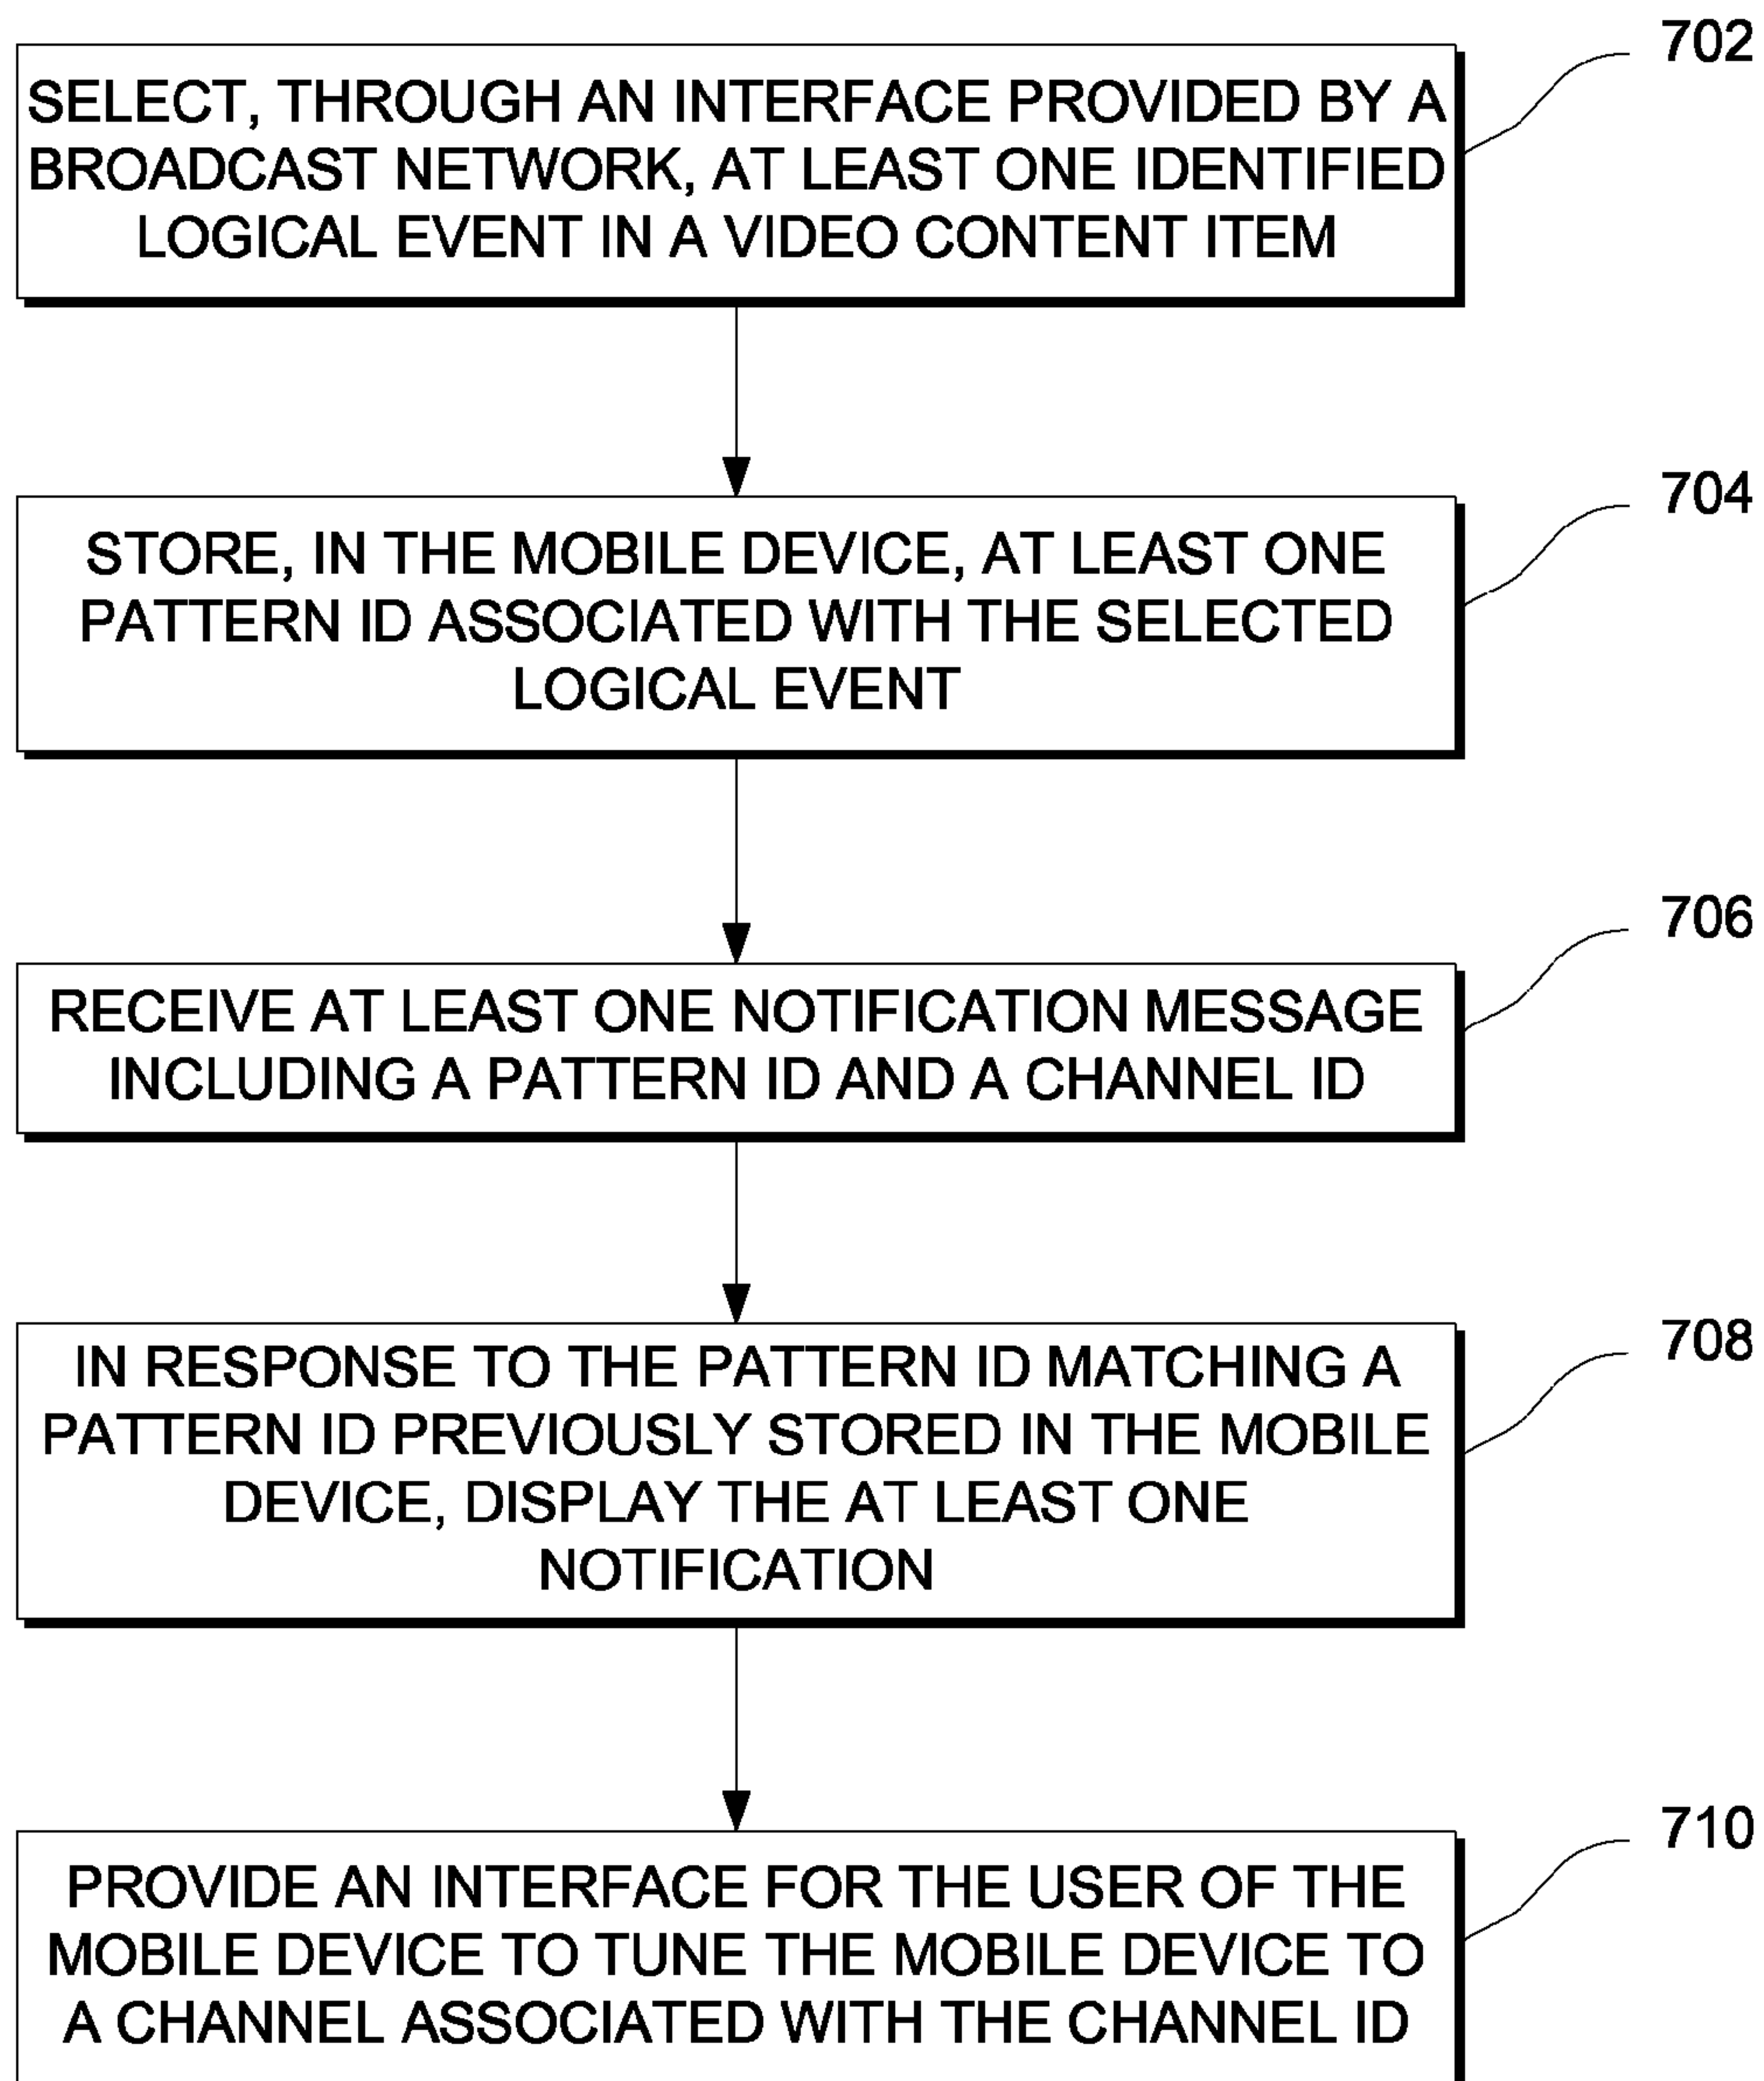 702
SELECT, THROUGH AN INTERFACE PROVIDED BY A
BROADCAST NETWORK, AT LEAST ONE IDENTIFIED
LOGICAL EVENT IN A VIDEO CONTENT ITEM
704
STORE, IN THE MOBILE DEVICE, AT LEAST ONE
PATTERN ID ASSOCIATED WITH THE SELECTED
LOGICAL EVENT
706
RECEIVE AT LEAST ONE NOTIFICATION MESSAGE
INCLUDING A PATTERN ID AND A CHANNEL ID
708
IN RESPONSE TO THE PATTERN ID MATCHING A
PATTERN ID PREVIOUSLY STORED IN THE MOBILE
DEVICE, DISPLAY THE AT LEAST ONE
NOTIFICATION
710
PROVIDE AN INTERFACE FOR THE USER OF THE
MOBILE DEVICE TO TUNE THE MOBILE DEVICE TO
A CHANNEL ASSOCIATED WITH THE CHANNEL ID